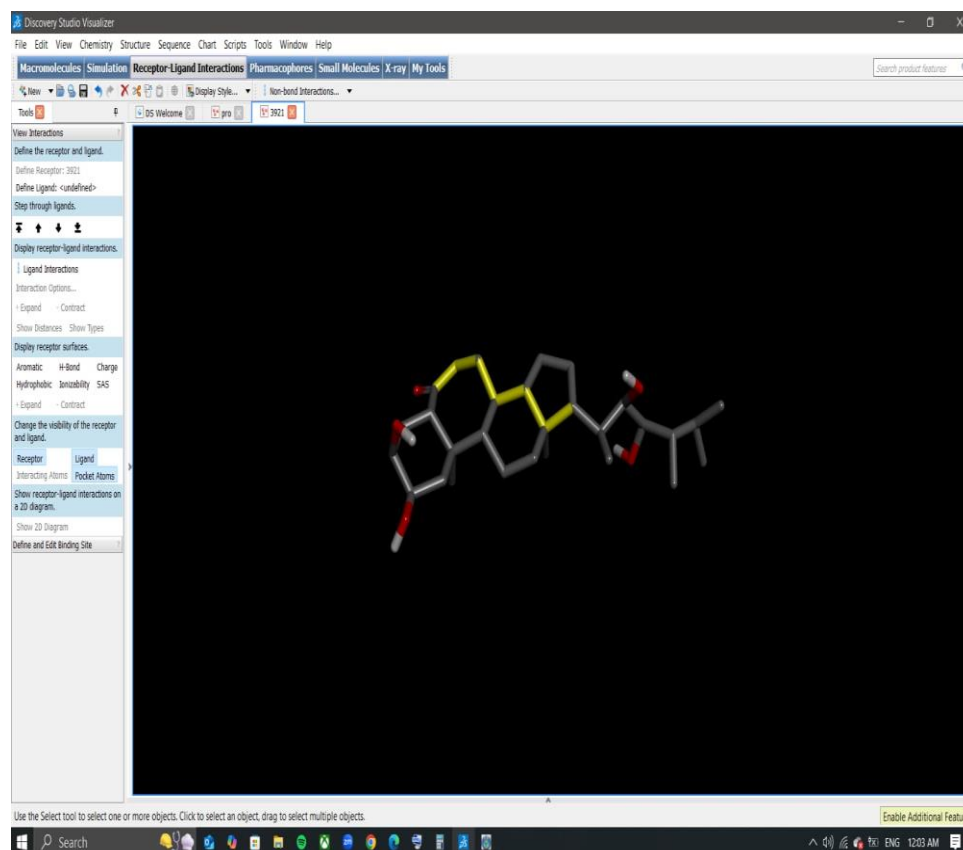 Discovery Studio Visualizer
File Edit View Chemistry Structure Sequence Chart Scripts Tools Window Help
Macromolecules Simulation Receptor-Ligand Interactions Pharmacophores Small Molecules X-ray My Tools
Search product features
New Display Style... Non-bond Interactions...
Tools DS Welcome pro 3921
View Interactions
Define the receptor and ligand.
Define Receptor: 3921
Define Ligand: <undefined>
Step through ligands.
Display receptor-ligand interactions.
Ligand Interactions
Interaction Options...
Expand - Contract
Show Distances Show Types
Display receptor surfaces.
Aromatic H-Bond Charge
Hydrophobic Ionizability SAS
+ Expand - Contract
Change the visibility of the receptor
and ligand.
Receptor Ligand
Interacting Atoms Pocket Atoms
Show receptor-ligand interactions on
a 2D diagram.
Show 2D Diagram
Define and Edit Binding Site
Use the Select tool to select one or more objects. Click to select an object, drag to select multiple objects.
Enable Additional Featu
Search
ENG 12:03 AM